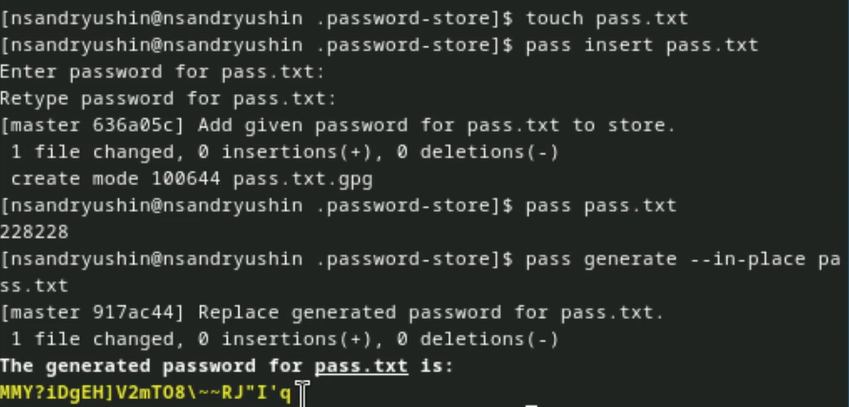 [nsandryushin@nsandryushin .password-store]$ touch pass.txt
[nsandryushin@nsandryushin .password-store]$ pass insert pass.txt
Enter password for pass.txt:
Retype password for pass.txt:
[master 636a05c] Add given password for pass.txt to store.
 1 file changed, 0 insertions(+), 0 deletions(-)
 create mode 100644 pass.txt.gpg
[nsandryushin@nsandryushin .password-store]$ pass pass.txt
228228
[nsandryushin@nsandryushin .password-store]$ pass generate --in-place pa
ss.txt
[master 917ac44] Replace generated password for pass.txt.
 1 file changed, 0 insertions(+), 0 deletions(-)
The generated password for pass.txt is:
MMY?iDgEH]V2mTO8\~~RJ"I'q